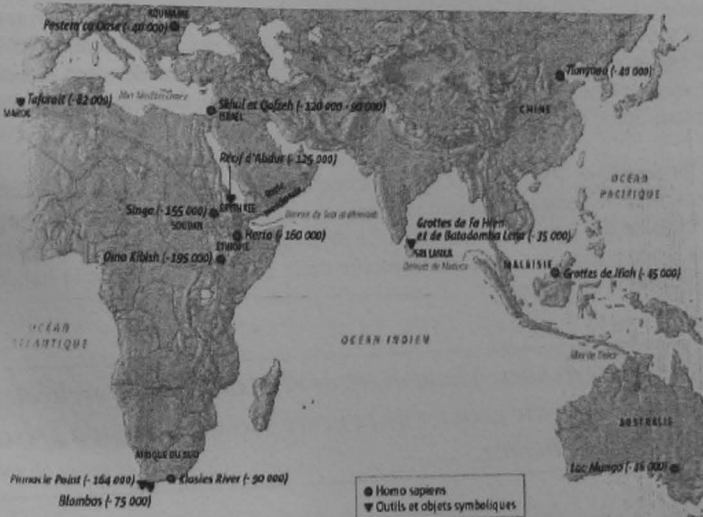 ROUMANIE
Pestera cu Oase (- 40 000)
Tianyuan (- 40 000)
Taforalt (- 82 000)
MAROC
Mer Méditerranée
Skhul et Qafzeh (- 120 000 - 90 000)
ISRAËL
CHINE
Récif d'Abdur (- 125 000)
OCÉAN
PACIFIQUE
Singa (- 155 000)
ERYTHRÉE
SOUDAN
Herto (- 160 000)
ÉTHIOPIE
Omo Kibish (- 195 000)
Grottes de Fa Hien
et de Batadomba Lena (- 35 000)
SRI LANKA
MALAISIE
Grottes de Niah (- 45 000)
OCÉAN
ATLANTIQUE
OCÉAN INDIEN
AUSTRALIE
Lac Mungo (- 46 000)
AFRIQUE DU SUD
Pinnacle Point (- 164 000)
Klasies River (- 90 000)
Blombos (- 75 000)
Homo sapiens
Outils et objets symboliques